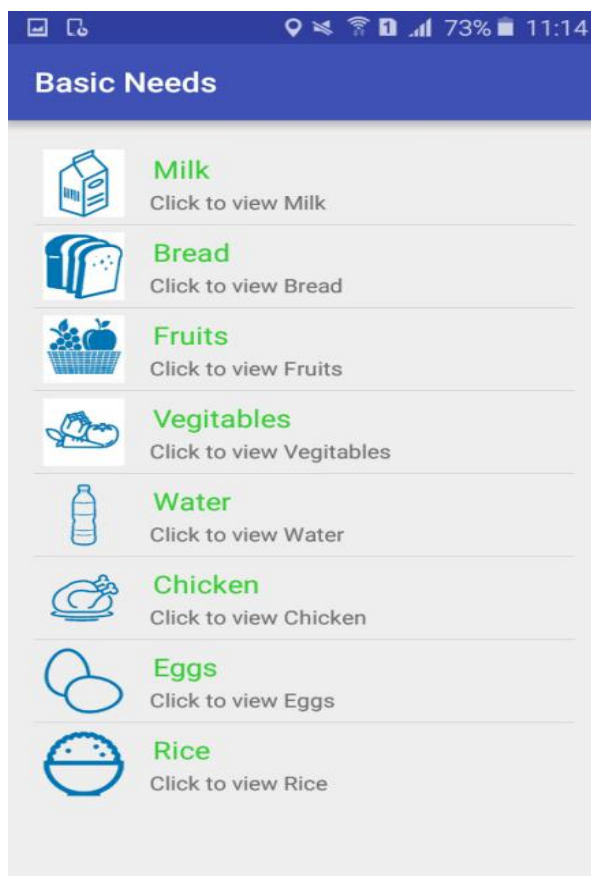 1 73% 11:14
Basic Needs
Milk
Click to view Milk
Bread
Click to view Bread
Fruits
Click to view Fruits
Vegitables
Click to view Vegitables
Water
Click to view Water
Chicken
Click to view Chicken
Eggs
Click to view Eggs
Rice
Click to view Rice